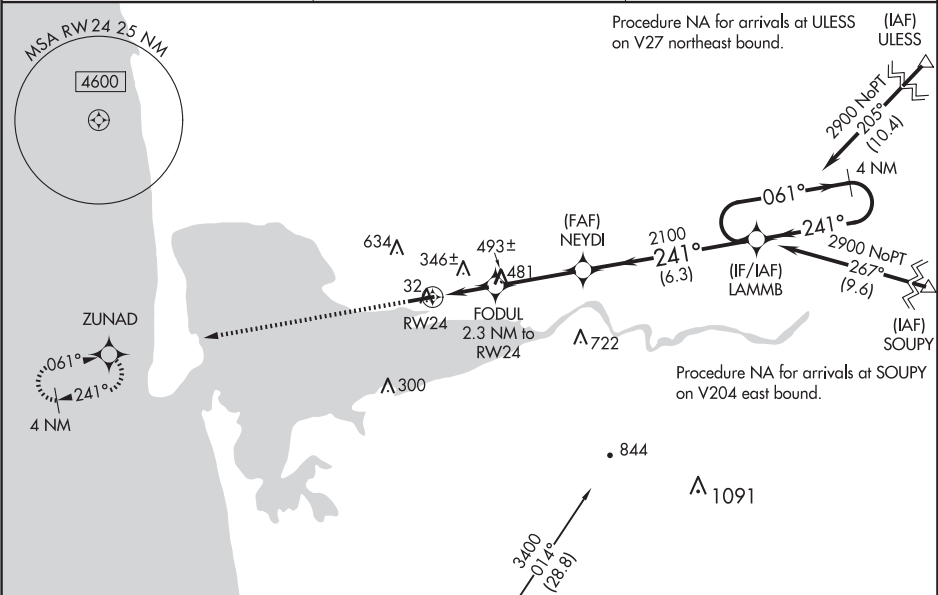 MSA RW24 25 NM
4600
Procedure NA for arrivals at ULESS
on V27 northeast bound.
(IAF)
ULESS
2900 NoPT
205°
(10.4)
4 NM
061°
241°
2900 NoPT
267°
(9.6)
(IAF)
SOUPY
(IF/IAF)
LAMMB
2100
241°
(6.3)
(FAF)
NEYDI
634
346±
493±
481
32
RW24
FODUL
2.3 NM to
RW24
722
300
ZUNAD
061°
241°
4 NM
Procedure NA for arrivals at SOUPY
on V204 east bound.
844
1091
3400
014°
(28.8)